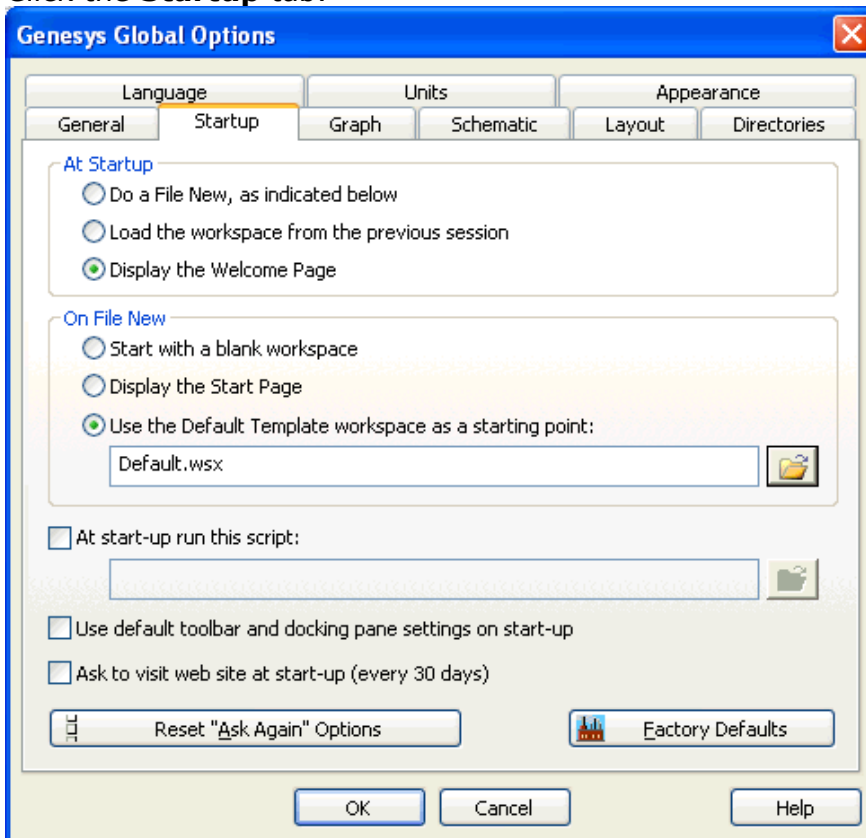 Click the Startup tab.
Genesys Global Options
Language Units Appearance
General Startup Graph Schematic Layout Directories
At Startup
Do a File New, as indicated below
Load the workspace from the previous session
Display the Welcome Page
On File New
Start with a blank workspace
Display the Start Page
Use the Default Template workspace as a starting point:
Default.wsx
At start-up run this script:
Use default toolbar and docking pane settings on start-up
Ask to visit web site at start-up (every 30 days)
Reset "Ask Again" Options Factory Defaults
OK Cancel Help